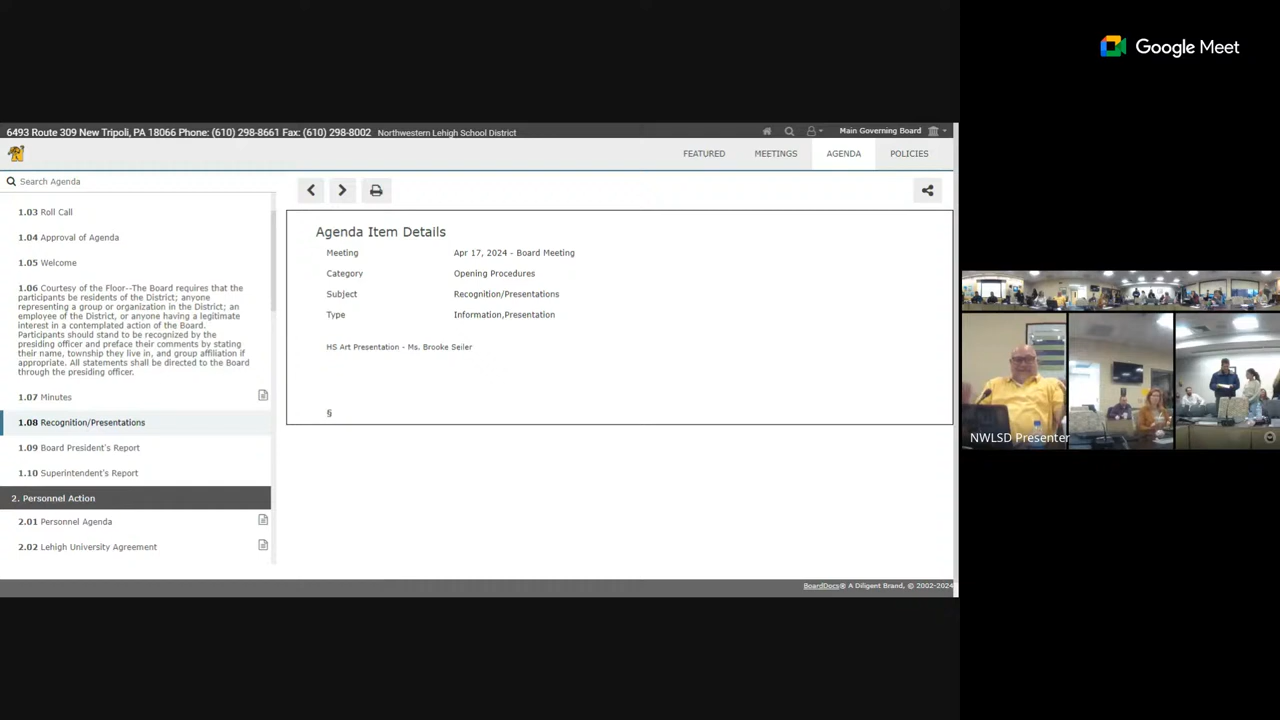 Google Meet
6493 Route 309 New Tripoli, PA 18066 Phone: (610) 298-8661 Fax: (610) 298-8002 Northwestern Lehigh School District
Main Governing Board
FEATURED MEETINGS AGENDA POLICIES
Search Agenda
1.03 Roll Call
1.04 Approval of Agenda
1.05 Welcome
1.06 Courtesy of the Floor--The Board requires that the
participants be residents of the District; anyone
representing a group or organization in the District; an
employee of the District, or anyone having a legitimate
interest in a contemplated action of the Board.
Participants should stand to be recognized by the
presiding officer and preface their comments by stating
their name, township they live in, and group affiliation if
appropriate. All statements shall be directed to the Board
through the presiding officer.
1.07 Minutes
1.08 Recognition/Presentations
1.09 Board President's Report
1.10 Superintendent's Report
2. Personnel Action
2.01 Personnel Agenda
2.02 Lehigh University Agreement
Agenda Item Details
Meeting Apr 17, 2024 - Board Meeting
Category Opening Procedures
Subject Recognition/Presentations
Type Information,Presentation
HS Art Presentation - Ms. Brooke Seiler
§
NWLSD Presenter
BoardDocs® A Diligent Brand, © 2002-2024